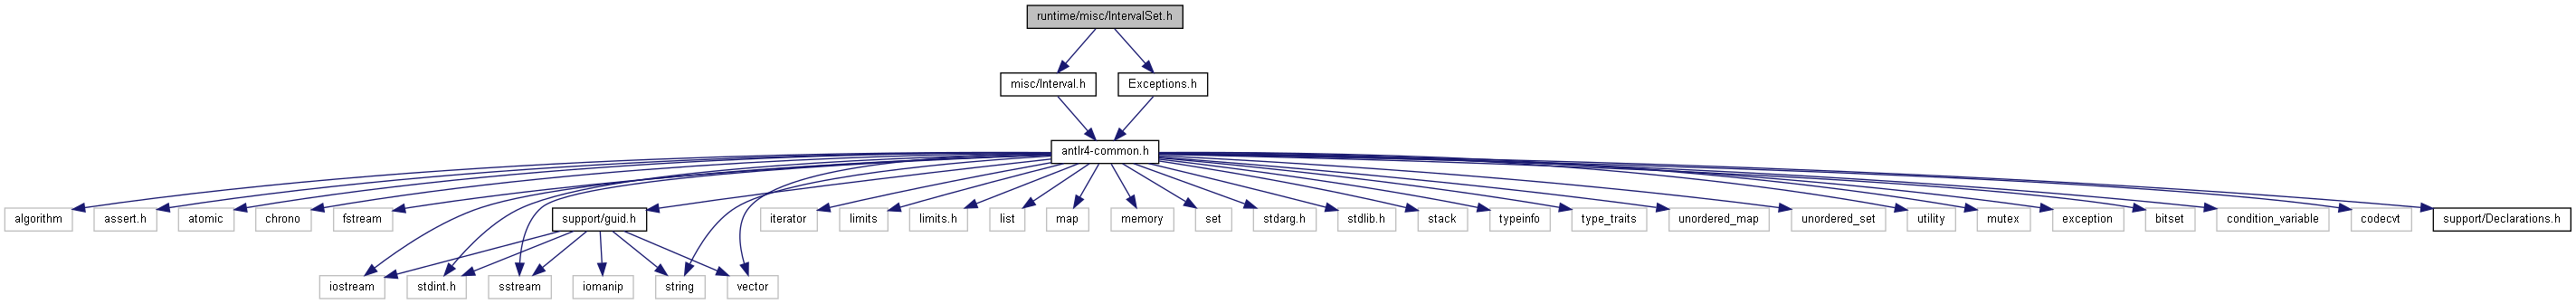 runtime/misc/IntervalSet.h
misc/Interval.h
Exceptions.h
antlr4-common.h
algorithm
assert.h
atomic
chrono
fstream
support/guid.h
iterator
limits
limits.h
list
map
memory
set
stdarg.h
stdlib.h
stack
typeinfo
type_traits
unordered_map
unordered_set
utility
mutex
exception
bitset
condition_variable
codecvt
support/Declarations.h
iostream
stdint.h
sstream
iomanip
string
vector